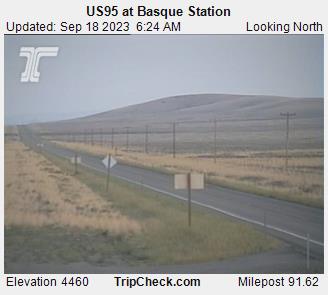 US95 at Basque Station
Updated: Sep 18 2023 6:24 AM Looking North
Elevation 4460 TripCheck.com Milepost 91.62